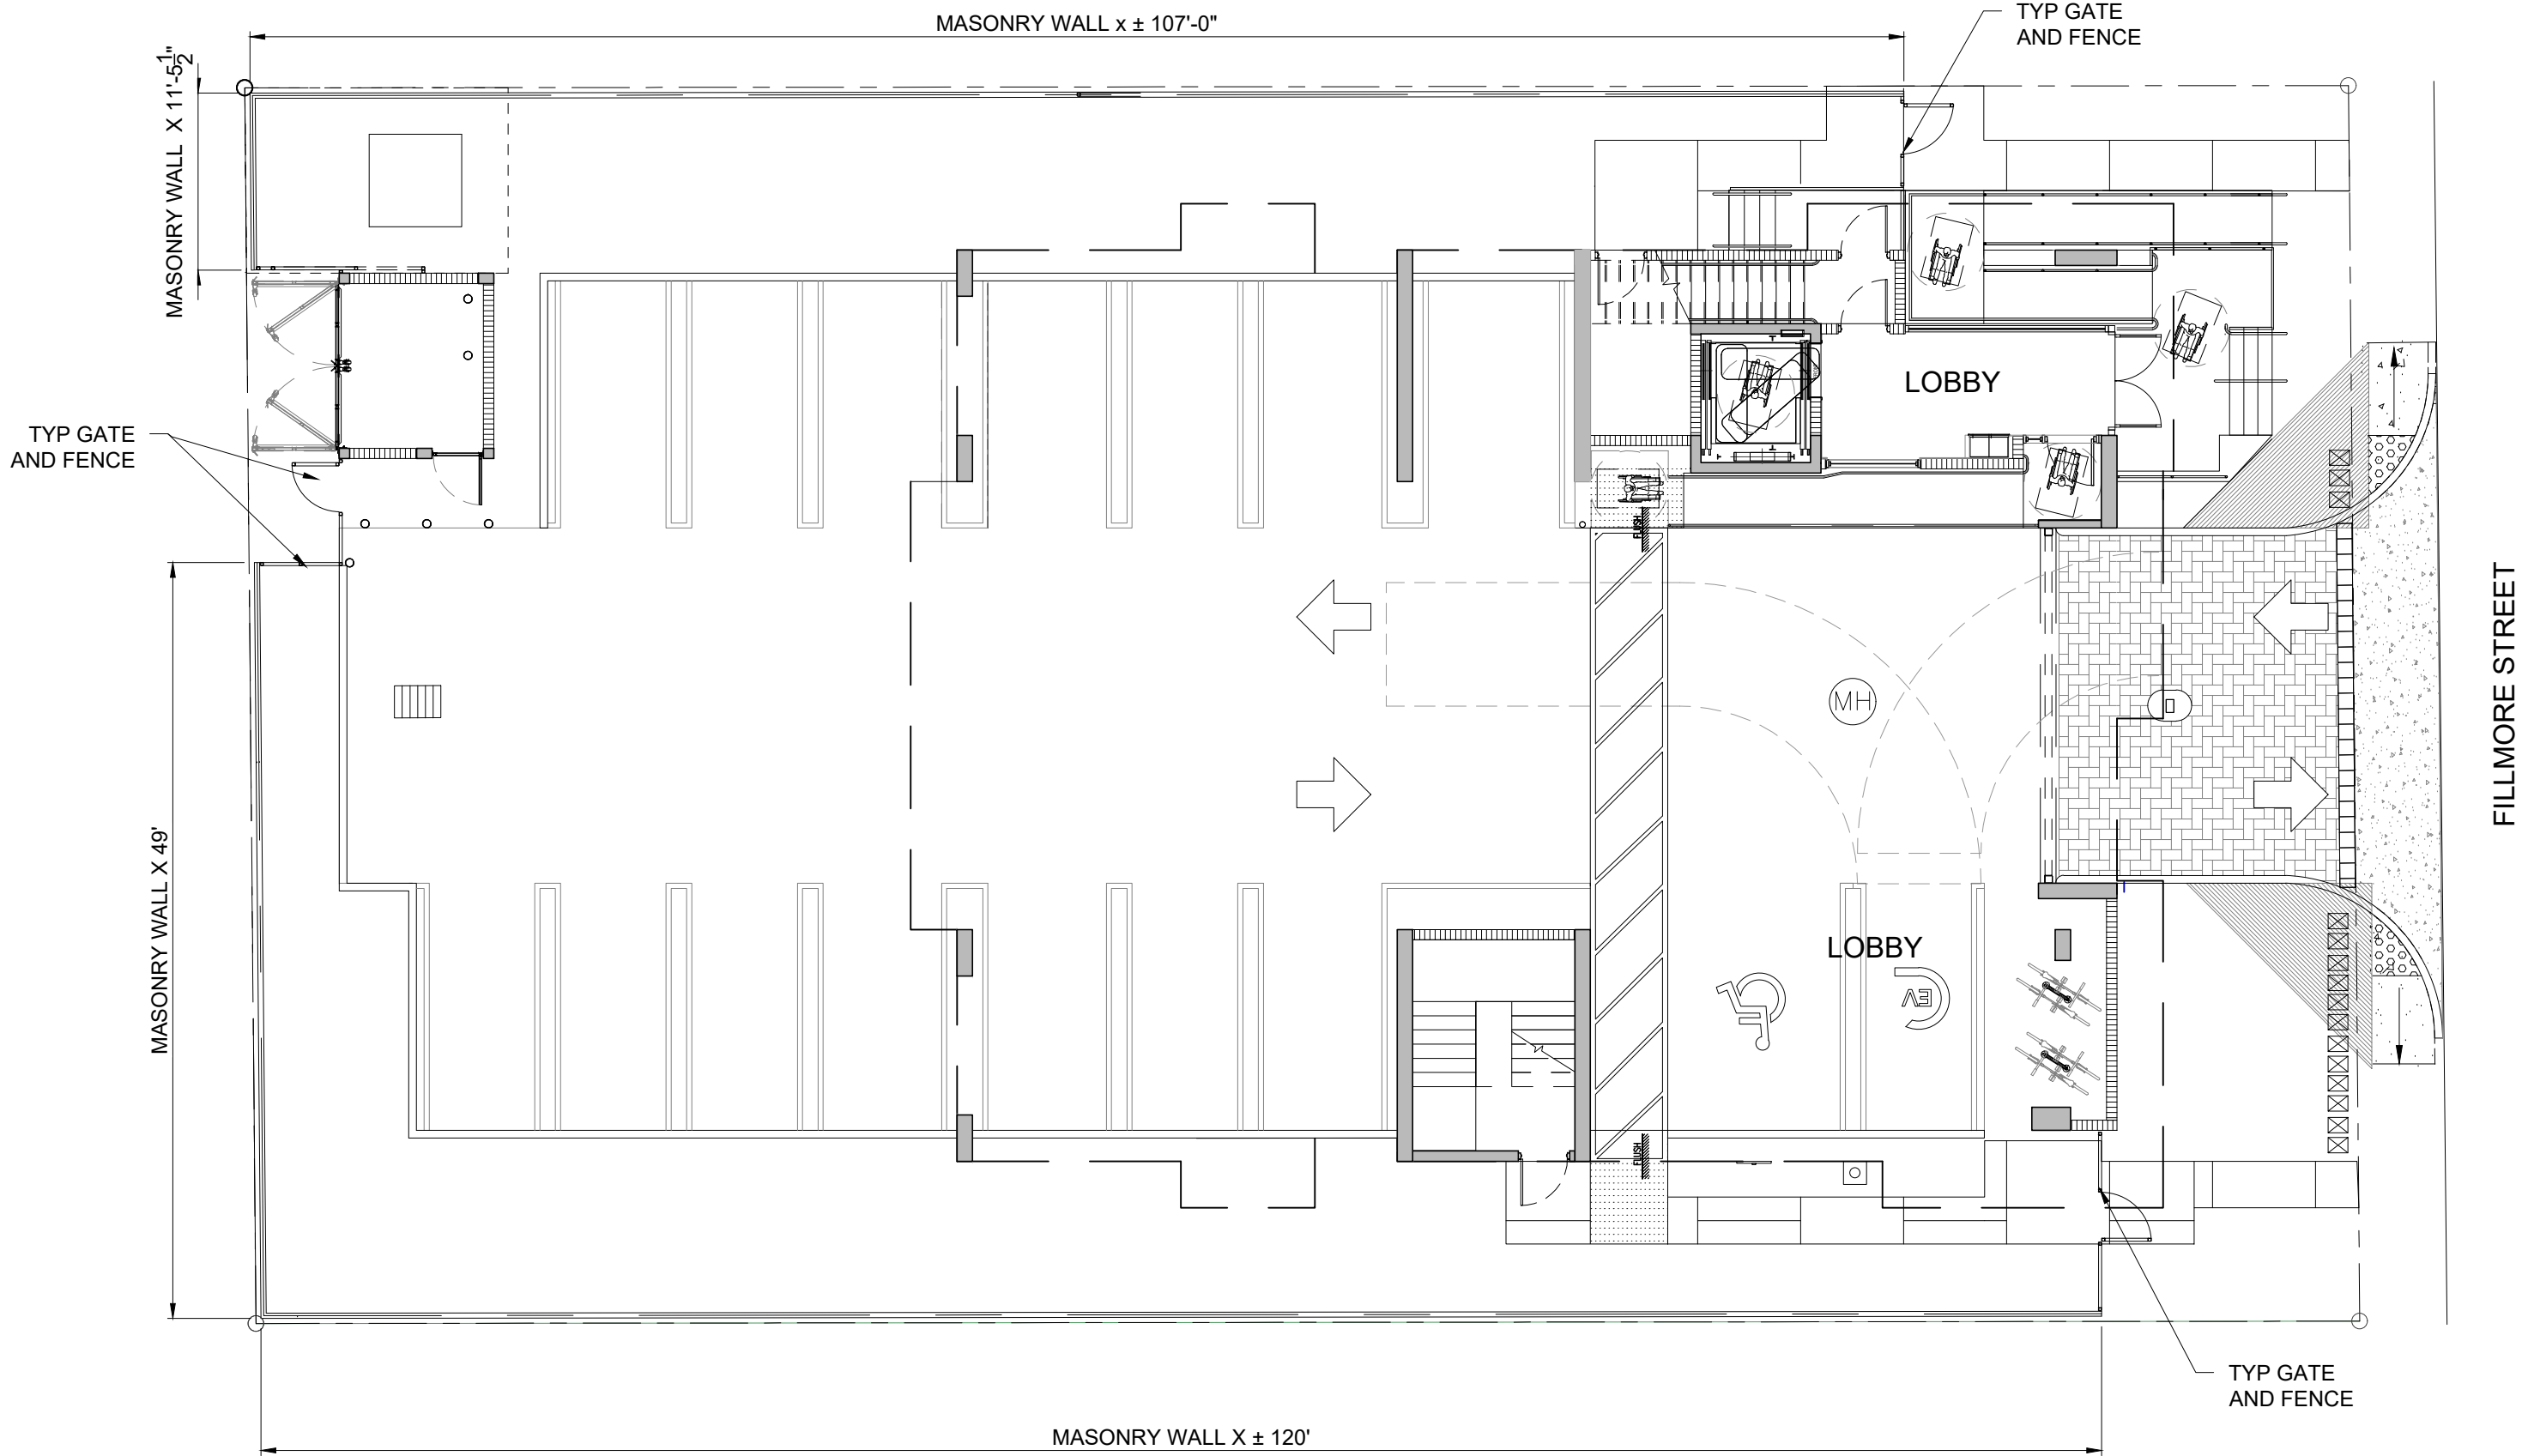 MASONRY WALL x ± 107'-0"
TYP GATE
AND FENCE
MASONRY WALL X 11'-5 1/2"
LOBBY
TYP GATE
AND FENCE
FLUSH
MH
FILLMORE STREET
MASONRY WALL X 49'
LOBBY
EV
FLUSH
TYP GATE
AND FENCE
MASONRY WALL X ± 120'